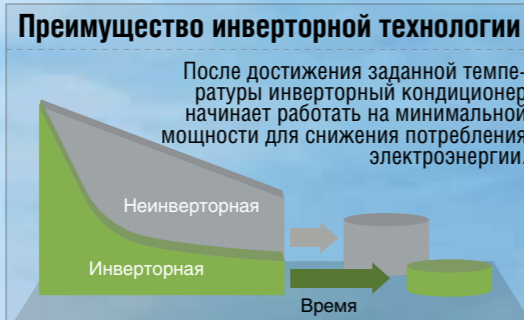 Преимущество инверторной технологии
После достижения заданной темпе-
ратуры инверторный кондиционер
начинает работать на минимальной
мощности для снижения потребления
электроэнергии.
Неинверторная
Инверторная
Время